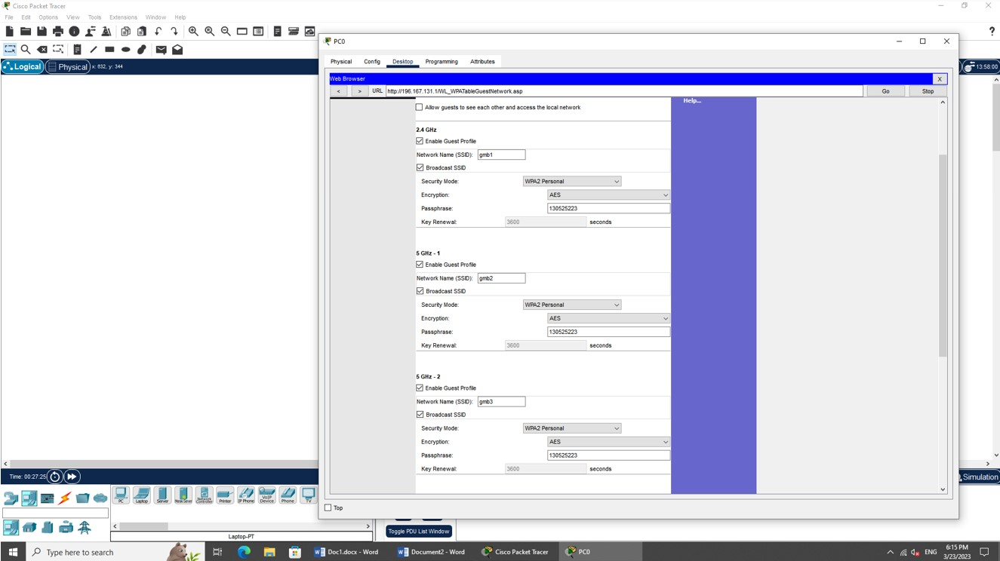 Cisco Packet Tracer
File Edit Options View Tools Extensions Window Help
?
Logical Physical x: 632, y: 344
13:58:00
PC0
Physical Config Desktop Programming Attributes
Web Browser X
< > URL http://196.167.131.1/WL_WPATableGuestNetwork.asp Go Stop
Help...
Allow guests to see each other and access the local network
2.4 GHz
Enable Guest Profile
Network Name (SSID): gmb1
Broadcast SSID
Security Mode: WPA2 Personal
Encryption: AES
Passphrase: 130525223
Key Renewal: 3600 seconds
5 GHz - 1
Enable Guest Profile
Network Name (SSID): gmb2
Broadcast SSID
Security Mode: WPA2 Personal
Encryption: AES
Passphrase: 130525223
Key Renewal: 3600 seconds
5 GHz - 2
Enable Guest Profile
Network Name (SSID): gmb3
Broadcast SSID
Security Mode: WPA2 Personal
Encryption: AES
Passphrase: 130525223
Key Renewal: 3600 seconds
Top
Time: 00:27:25
Simulation
PC Laptop Server Meraki Server Network Controller Printer IP Phone VoIP Device Phone TV
Laptop-PT
Toggle PDU List Window
Type here to search
Doc1.docx - Word
Document2 - Word
Cisco Packet Tracer
PC0
ENG
6:15 PM
3/23/2023